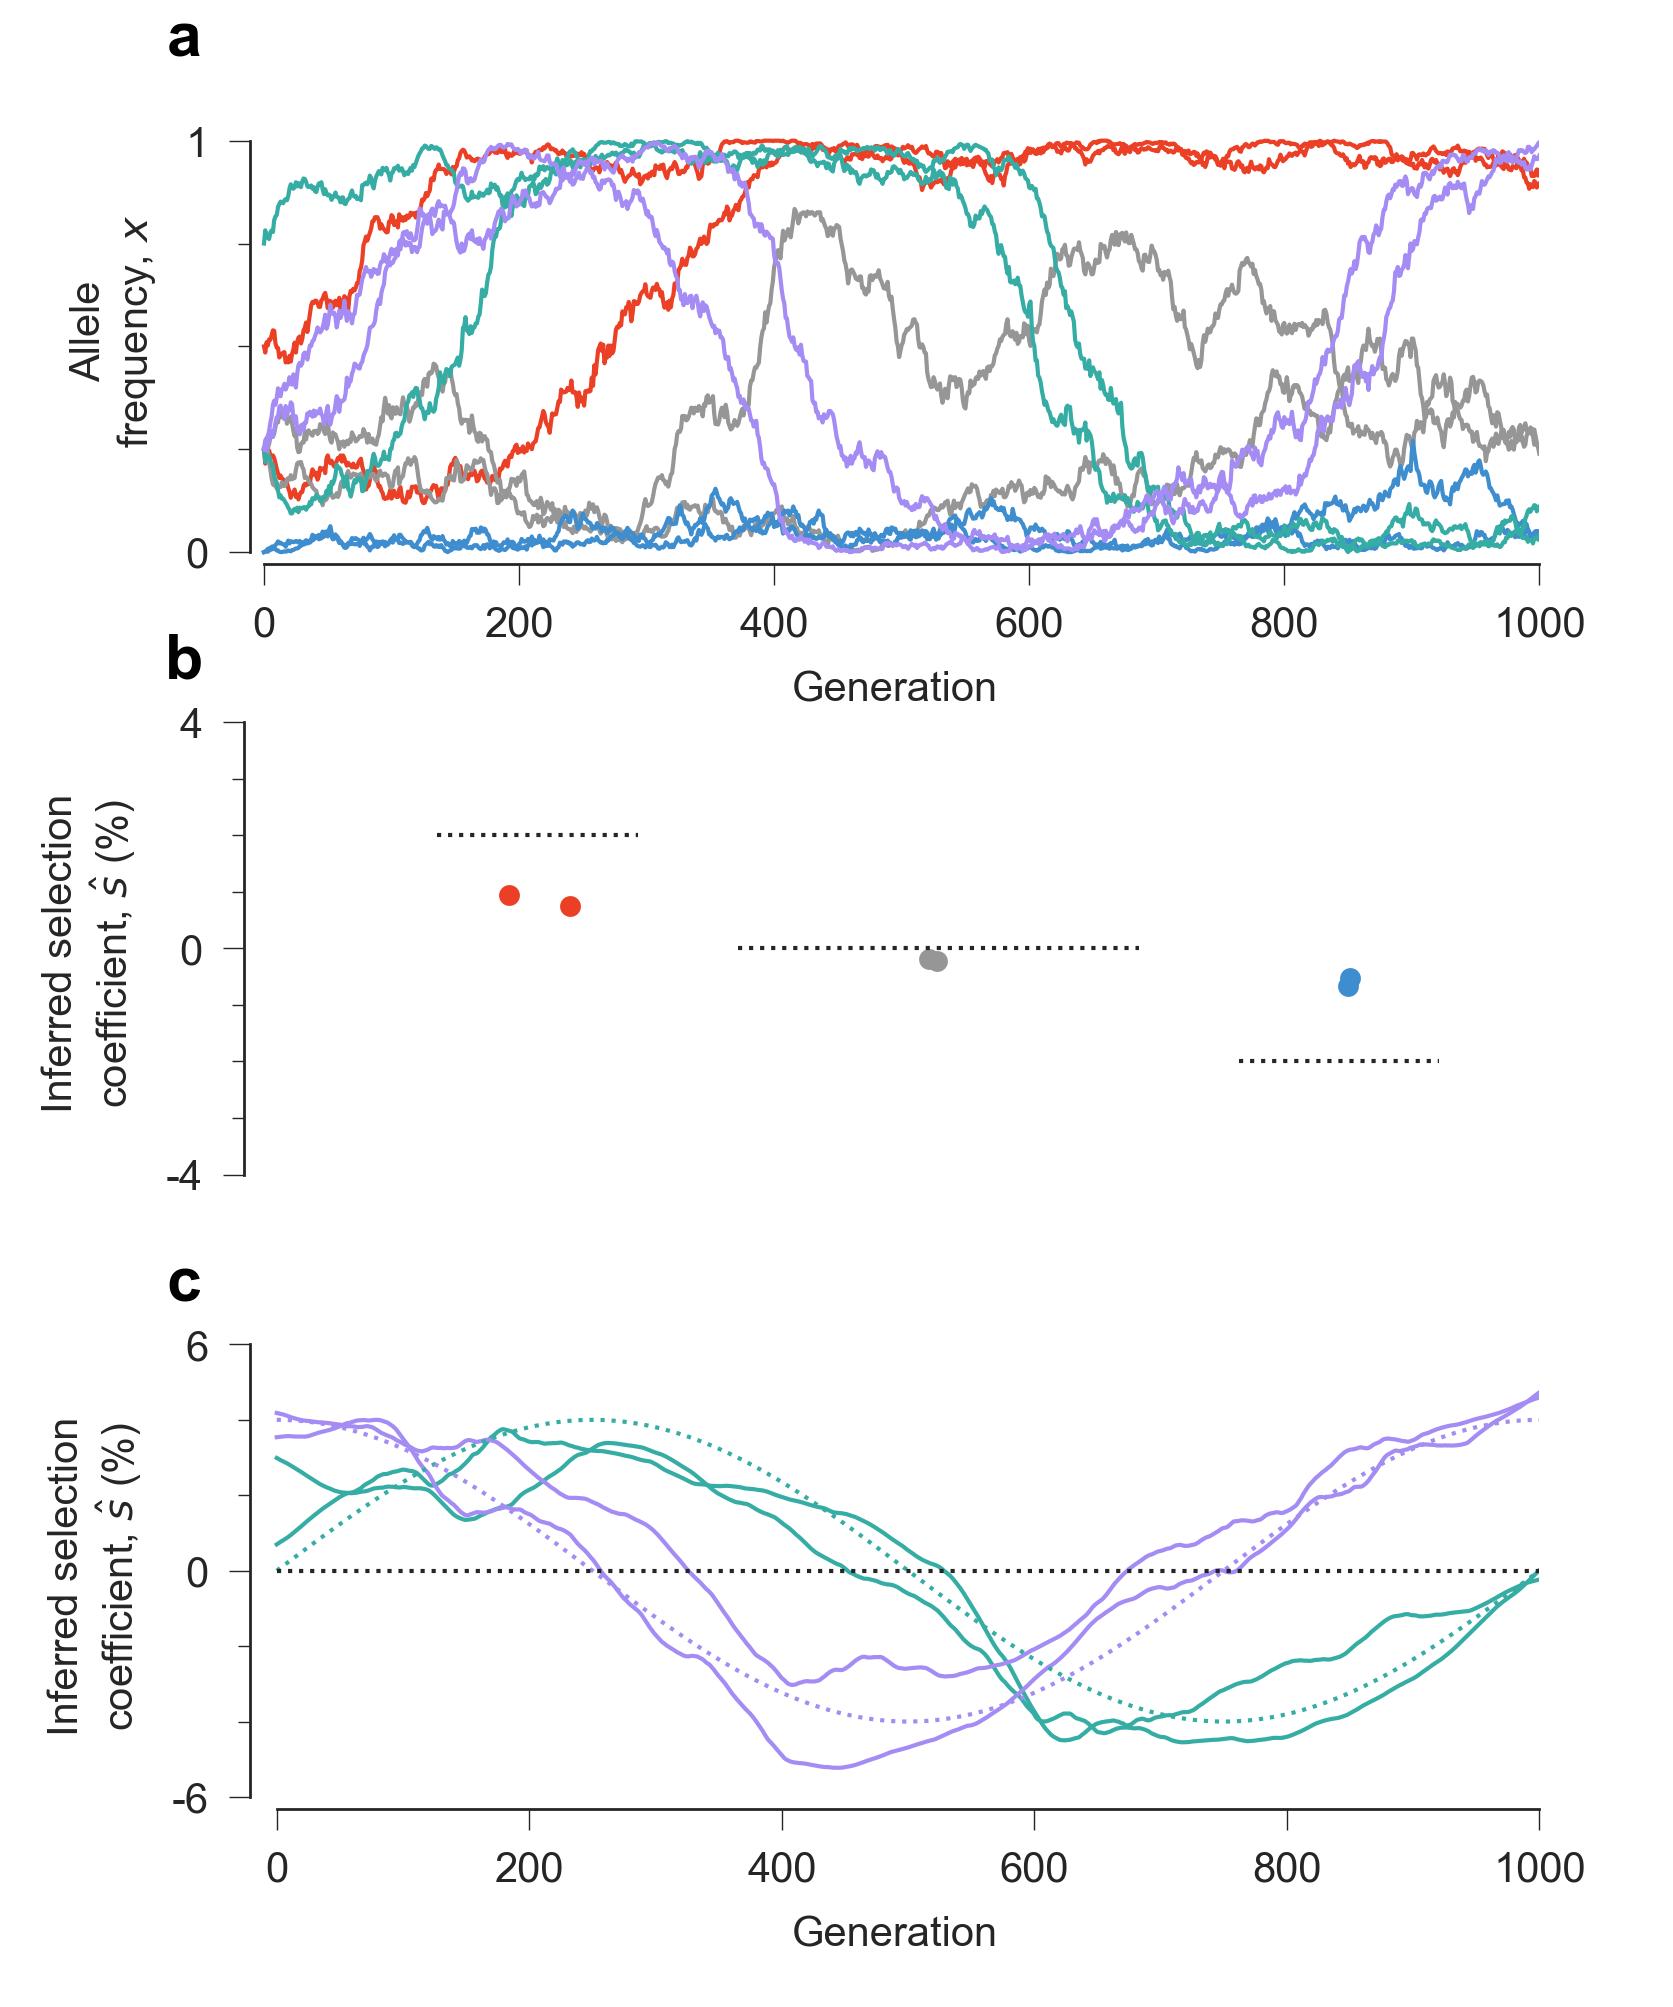 a
1
0
Allele
frequency, x
0 200 400 600 800 1000
Generation
b
4
0
-4
Inferred selection
coefficient, ŝ (%)
c
6
0
-6
Inferred selection
coefficient, ŝ (%)
0 200 400 600 800 1000
Generation